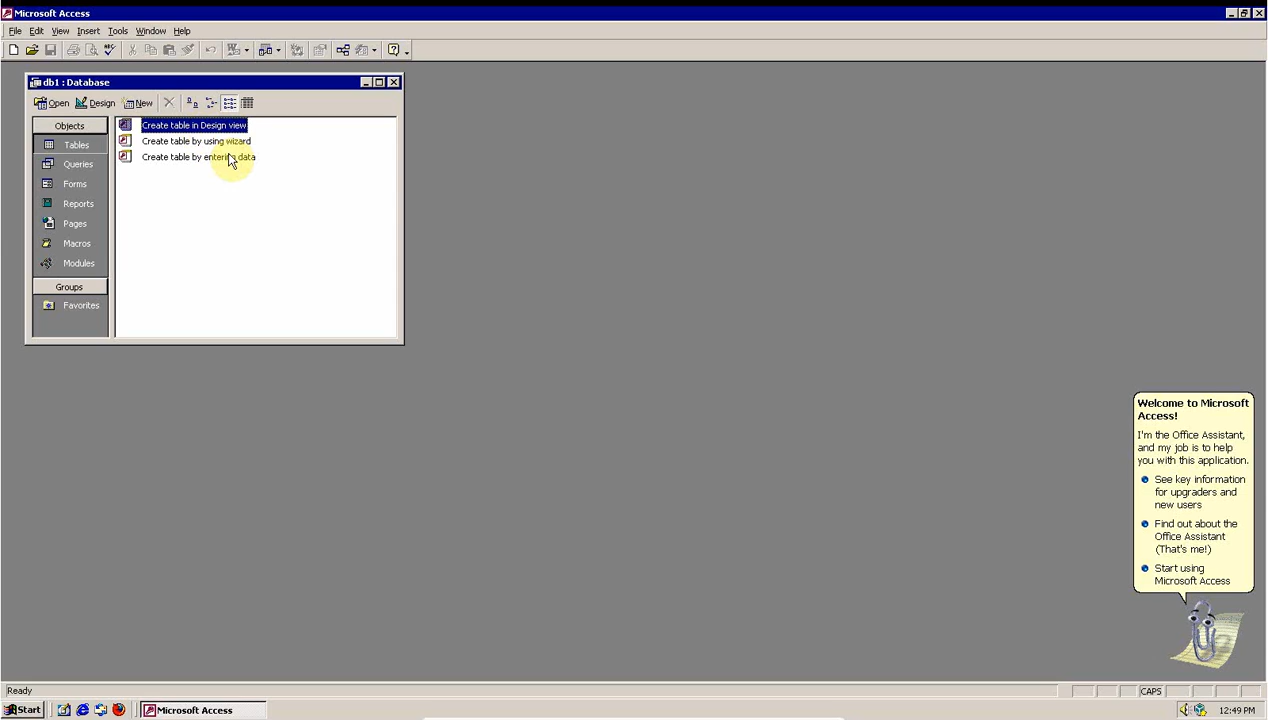 Microsoft Access
File Edit View Insert Tools Window Help
db1 : Database
Open Design New
Objects
Tables
Queries
Forms
Reports
Pages
Macros
Modules
Groups
Favorites
Create table in Design view
Create table by using wizard
Create table by entering data
Welcome to Microsoft
Access!
I'm the Office Assistant,
and my job is to help
you with this application.
See key information
for upgraders and
new users
Find out about the
Office Assistant
(That's me!)
Start using
Microsoft Access
Ready
CAPS
Start
Microsoft Access
12:49 PM